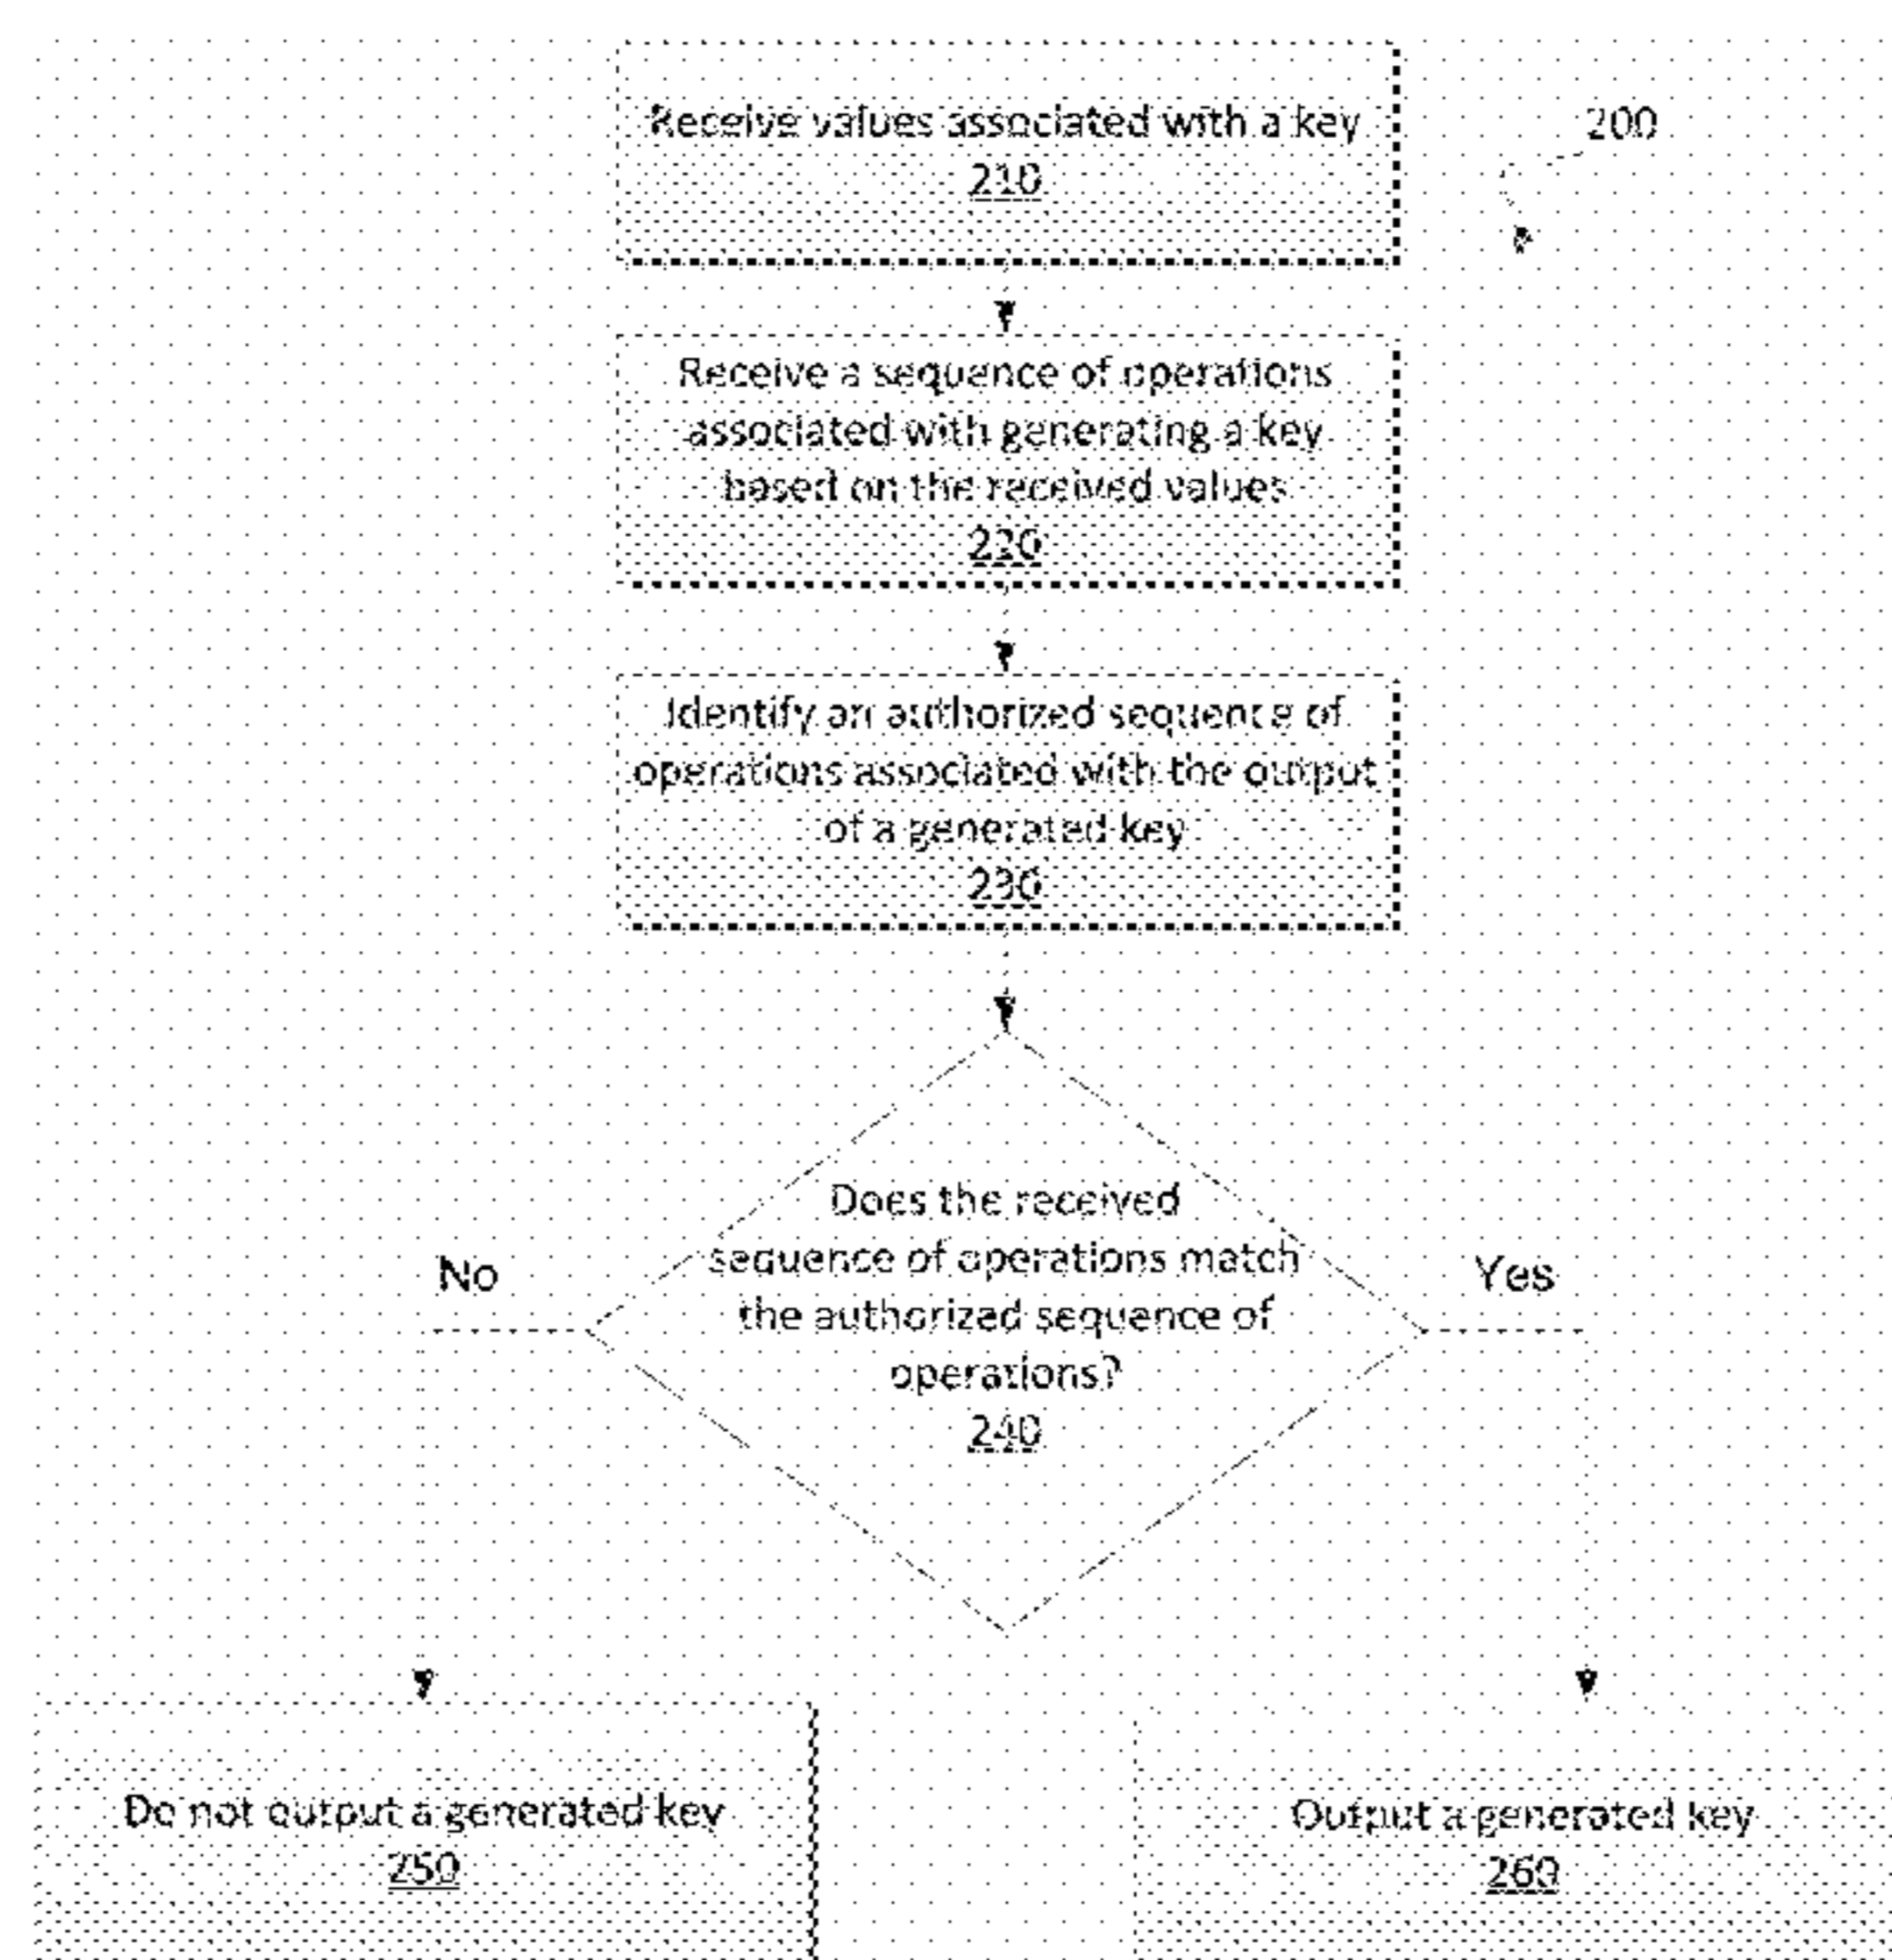 Receive values associated with a key
210
200
Receive a sequence of operations
associated with generating a key
based on the received values
220
Identify an authorized sequence of
operations associated with the output
of a generated key
230
Does the received
sequence of operations match
the authorized sequence of
operations?
240
No
Yes
Do not output a generated key
250
Output a generated key
260